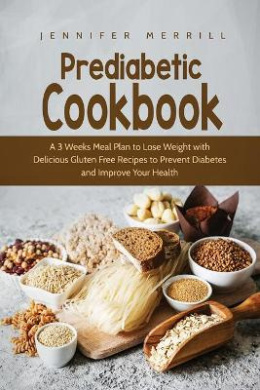 JENNIFER MERRILL
Prediabetic
Cookbook
A 3 Weeks Meal Plan to Lose Weight with
Delicious Gluten Free Recipes to Prevent Diabetes
and Improve Your Health